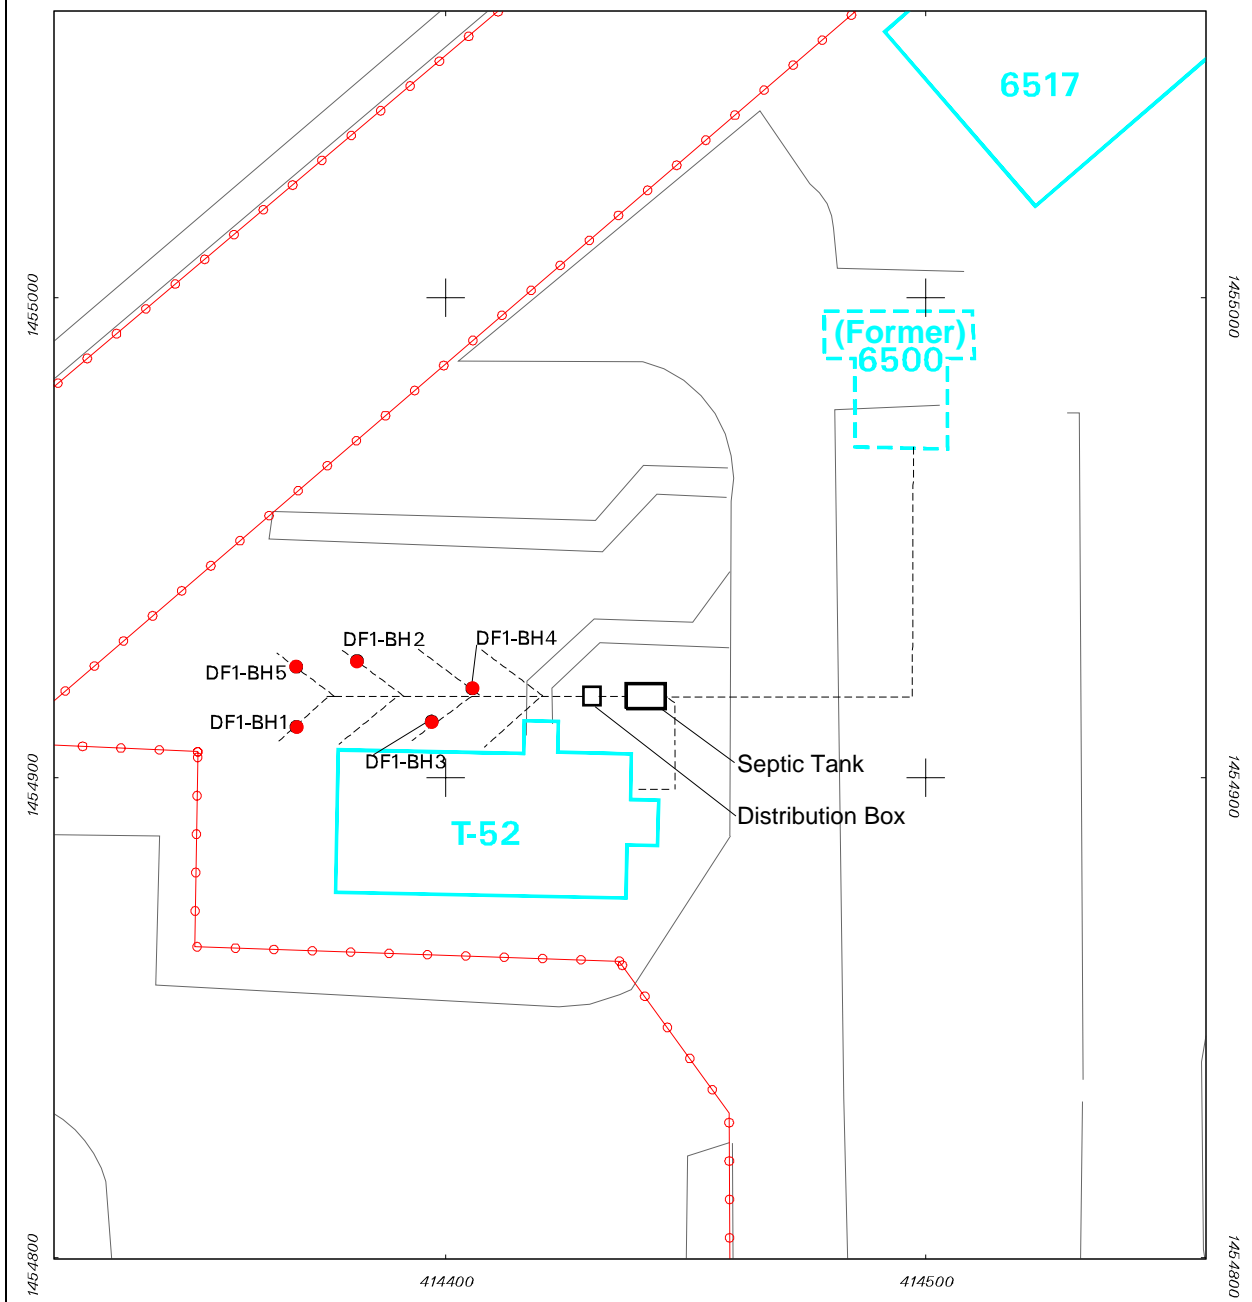 6517
1455000
1455000
(Former)
6500
DF1-BH2
DF1-BH4
DF1-BH5
DF1-BH1
DF1-BH3
Septic Tank
1454900
1454900
Distribution Box
T-52
1454800
1454800
414400
414500